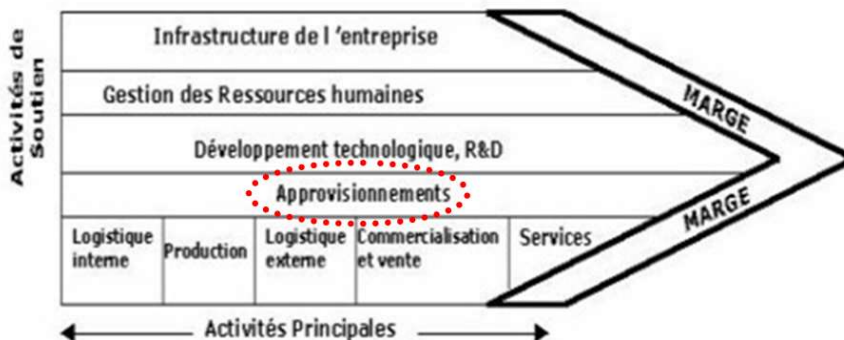 Activités de
Soutien
Infrastructure de l 'entreprise
Gestion des Ressources humaines
Développement technologique, R&D
Approvisionnements
Logistique
interne
Production
Logistique
externe
Commercialisation
et vente
Services
MARGE
MARGE
Activités Principales